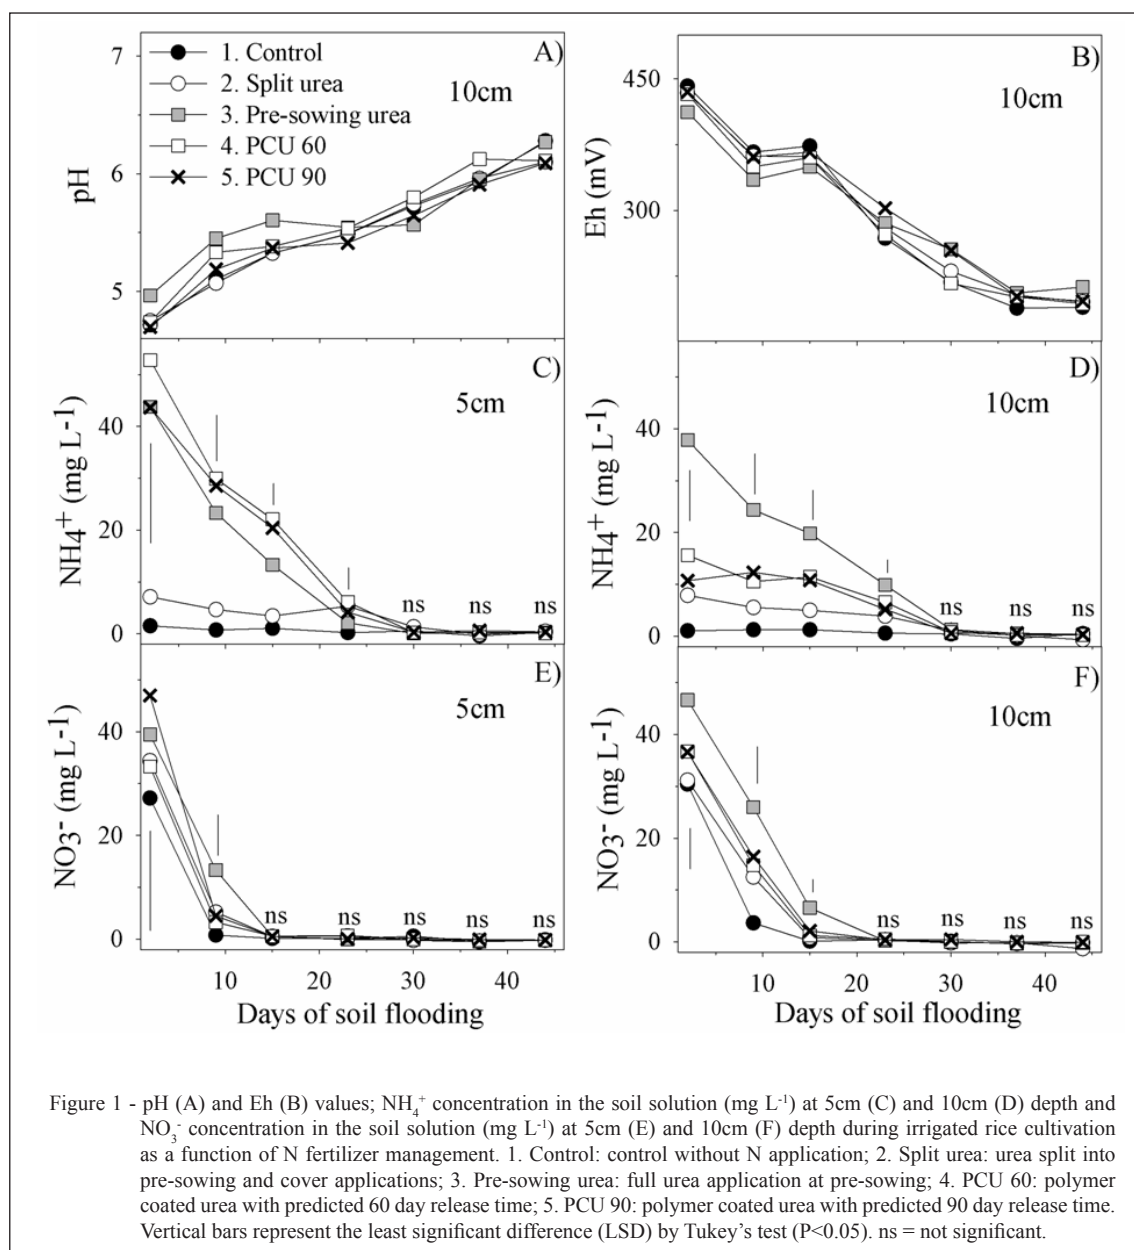 7
1. Control
2. Split urea
3. Pre-sowing urea
4. PCU 60
5. PCU 90
A)
10cm
pH
6
5
B)
10cm
450
300
Eh (mV)
C)
5cm
NH4+ (mg L-1)
40
20
0
ns ns ns
D)
10cm
NH4+ (mg L-1)
40
20
0
ns ns ns
E)
5cm
NO3- (mg L-1)
40
20
0
ns ns ns ns ns
10 20 30 40
Days of soil flooding
F)
10cm
NO3- (mg L-1)
40
20
0
ns ns ns ns
10 20 30 40
Days of soil flooding
Figure 1 - pH (A) and Eh (B) values; NH4+ concentration in the soil solution (mg L-1) at 5cm (C) and 10cm (D) depth and
NO3- concentration in the soil solution (mg L-1) at 5cm (E) and 10cm (F) depth during irrigated rice cultivation
as a function of N fertilizer management. 1. Control: control without N application; 2. Split urea: urea split into
pre-sowing and cover applications; 3. Pre-sowing urea: full urea application at pre-sowing; 4. PCU 60: polymer
coated urea with predicted 60 day release time; 5. PCU 90: polymer coated urea with predicted 90 day release time.
Vertical bars represent the least significant difference (LSD) by Tukey's test (P<0.05). ns = not significant.